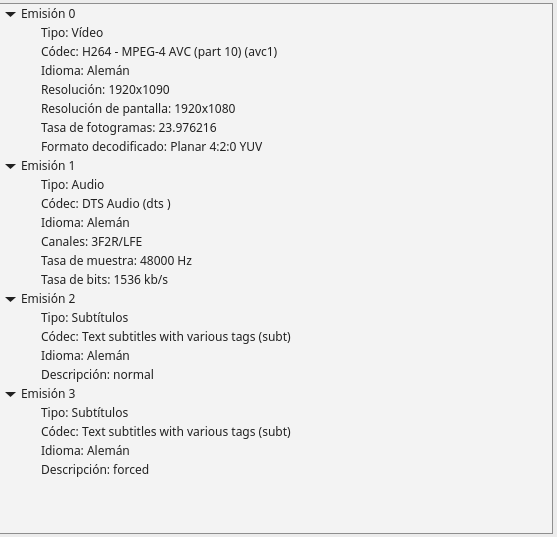 Emisión 0
Tipo: Vídeo
Códec: H264 - MPEG-4 AVC (part 10) (avc1)
Idioma: Alemán
Resolución: 1920x1090
Resolución de pantalla: 1920x1080
Tasa de fotogramas: 23.976216
Formato decodificado: Planar 4:2:0 YUV
Emisión 1
Tipo: Audio
Códec: DTS Audio (dts )
Idioma: Alemán
Canales: 3F2R/LFE
Tasa de muestra: 48000 Hz
Tasa de bits: 1536 kb/s
Emisión 2
Tipo: Subtítulos
Códec: Text subtitles with various tags (subt)
Idioma: Alemán
Descripción: normal
Emisión 3
Tipo: Subtítulos
Códec: Text subtitles with various tags (subt)
Idioma: Alemán
Descripción: forced